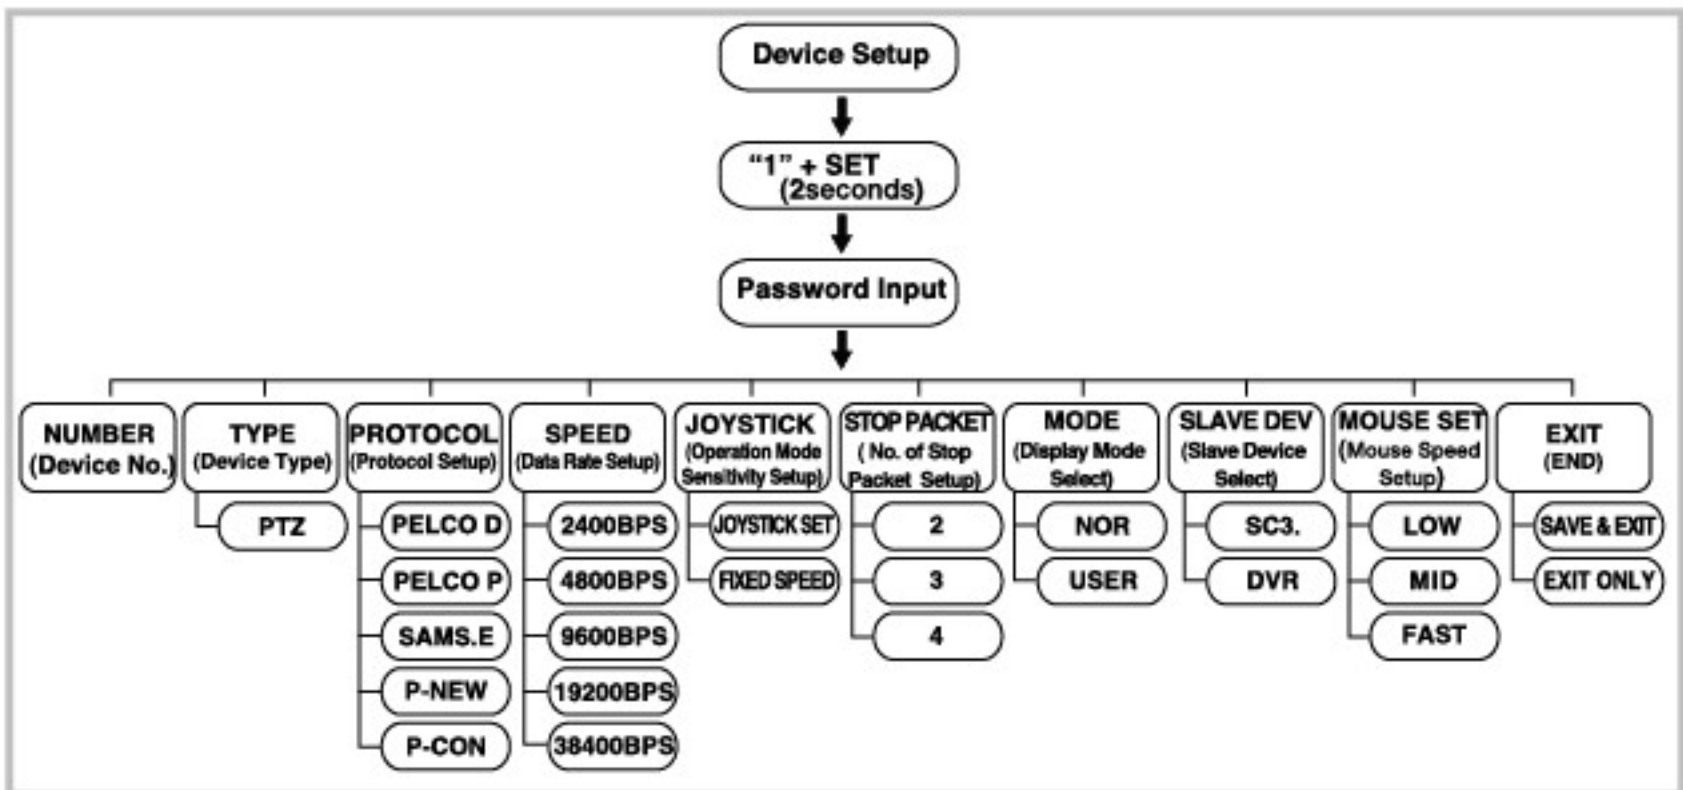 Device Setup
“1” + SET
(2seconds)
Password Input
NUMBER
(Device No.)
TYPE
(Device Type)
PROTOCOL
(Protocol Setup)
SPEED
(Data Rate Setup)
JOYSTICK
(Operation Mode
Sensitivity Setup)
STOP PACKET
( No. of Stop
Packet Setup)
MODE
(Display Mode
Select)
SLAVE DEV
(Slave Device
Select)
MOUSE SET
(Mouse Speed
Setup)
EXIT
(END)
PTZ
PELCO D
PELCO P
SAMS.E
P-NEW
P-CON
2400BPS
4800BPS
9600BPS
19200BPS
38400BPS
JOYSTICK SET
FIXED SPEED
2
3
4
NOR
USER
SC3.
DVR
LOW
MID
FAST
SAVE & EXIT
EXIT ONLY